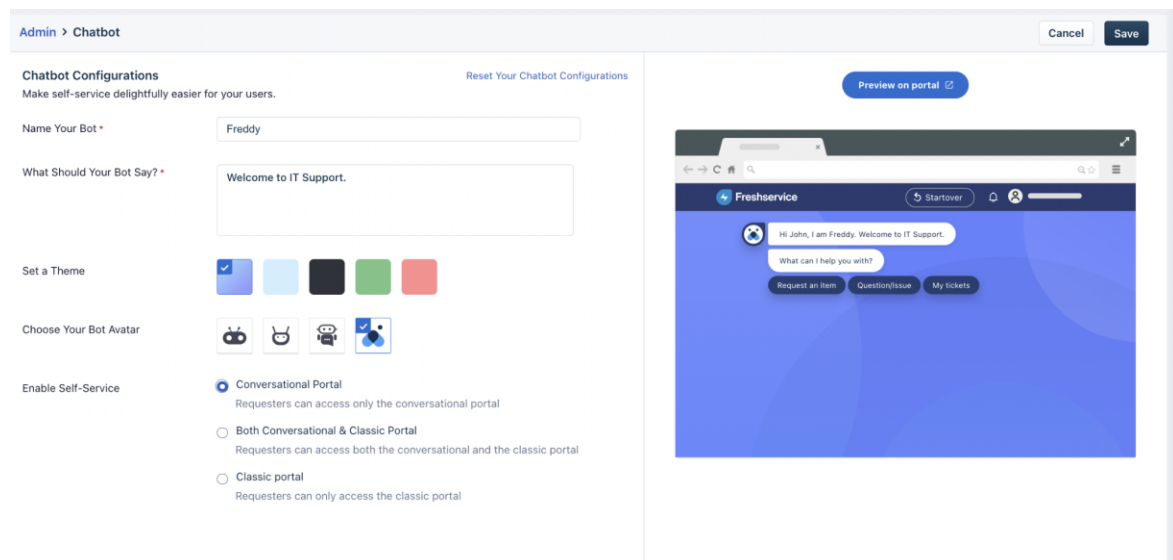 Admin > Chatbot
Cancel
Save
Chatbot Configurations
Reset Your Chatbot Configurations
Make self-service delightfully easier for your users.
Name Your Bot •
Freddy
What Should Your Bot Say? •
Welcome to IT Support.
Set a Theme
Choose Your Bot Avatar
Enable Self-Service
Conversational Portal
Requesters can access only the conversational portal
Both Conversational & Classic Portal
Requesters can access both the conversational and the classic portal
Classic portal
Requesters can only access the classic portal
Preview on portal
Freshservice
Startover
Hi John, I am Freddy. Welcome to IT Support.
What can I help you with?
Request an item
Question/Issue
My tickets